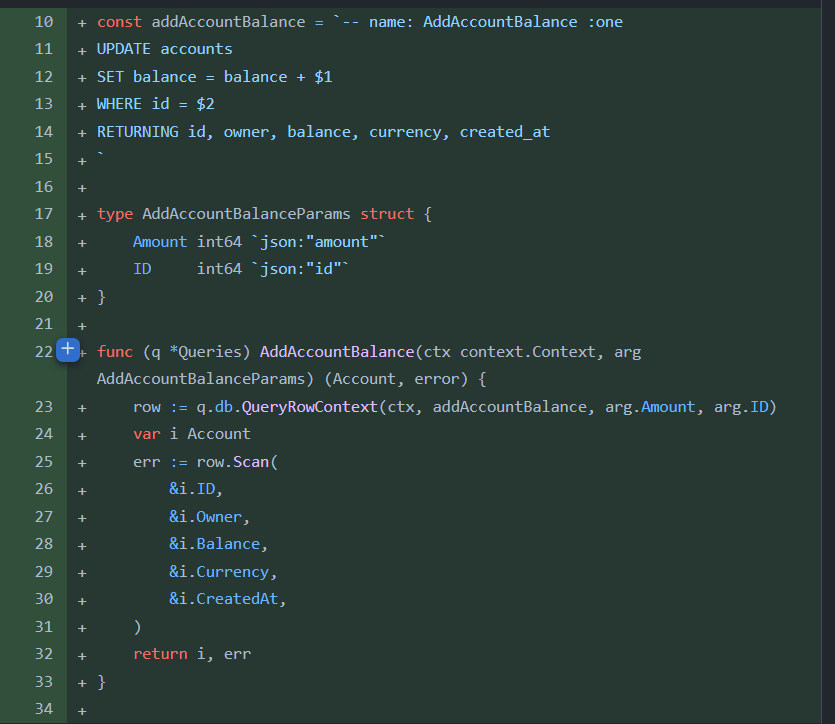 10 + const addAccountBalance = `-- name: AddAccountBalance :one
11 + UPDATE accounts
12 + SET balance = balance + $1
13 + WHERE id = $2
14 + RETURNING id, owner, balance, currency, created_at
15 + `
16 +
17 + type AddAccountBalanceParams struct {
18 +     Amount int64 `json:"amount"`
19 +     ID     int64 `json:"id"`
20 + }
21 +
22 + + func (q *Queries) AddAccountBalance(ctx context.Context, arg
AddAccountBalanceParams) (Account, error) {
23 +     row := q.db.QueryRowContext(ctx, addAccountBalance, arg.Amount, arg.ID)
24 +     var i Account
25 +     err := row.Scan(
26 +         &i.ID,
27 +         &i.Owner,
28 +         &i.Balance,
29 +         &i.Currency,
30 +         &i.CreatedAt,
31 +     )
32 +     return i, err
33 + }
34 +